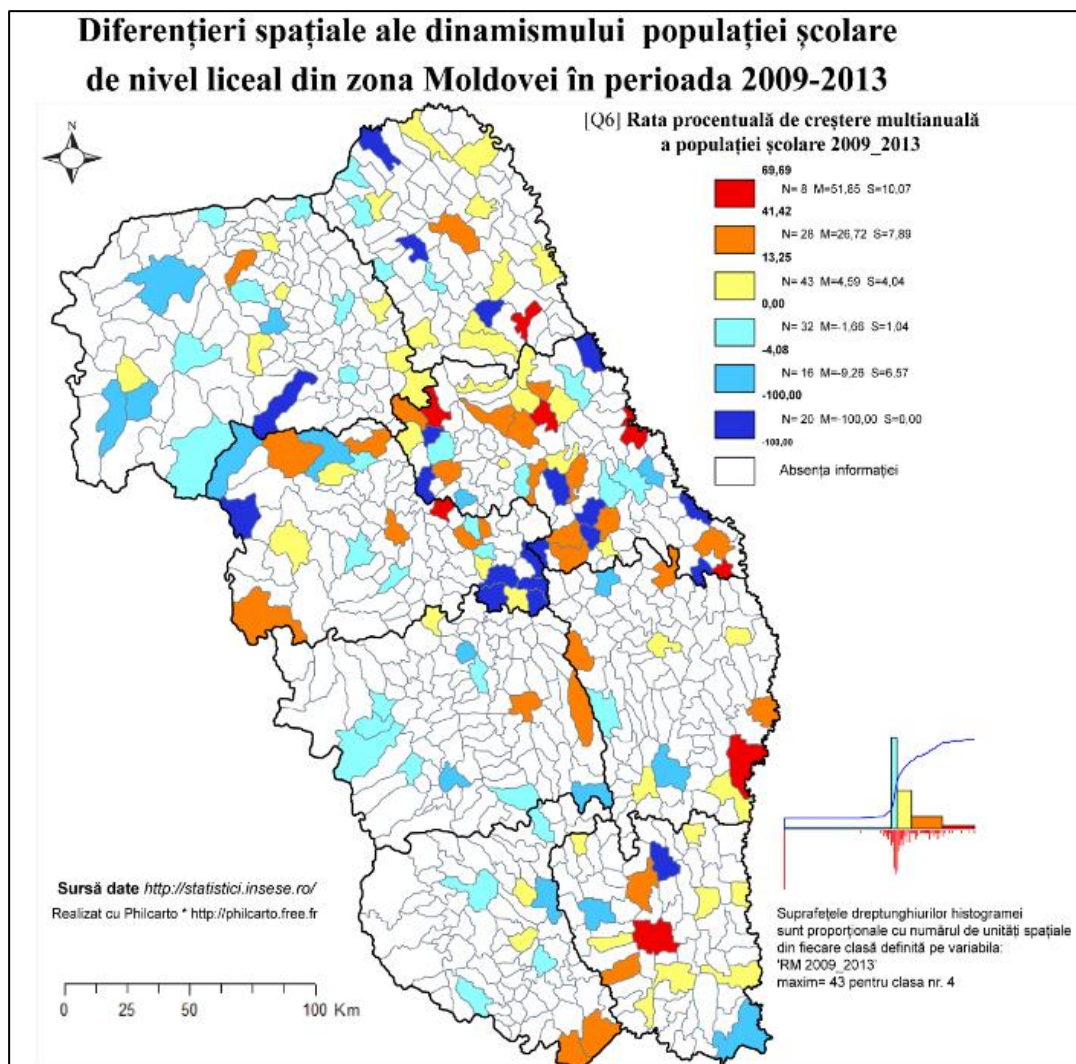 Diferențieri spațiale ale dinamismului populației școlare
de nivel liceal din zona Moldovei în perioada 2009-2013
N
[Q6] Rata procentuală de creștere multianuală
a populației școlare 2009_2013
69,69
N= 8 M=51,85 S=10,07
41,42
N= 28 M=26,72 S=7,89
13,25
N= 43 M=4,59 S=4,04
0,00
N= 32 M=-1,66 S=1,04
-4,08
N= 16 M=-9,26 S=6,57
-100,00
N= 20 M=-100,00 S=0,00
-100,00
Absența informației
Sursă date http://statistici.insese.ro/
Realizat cu Philcarto * http://philcarto.free.fr
0 25 50 100 Km
Suprafețele dreptunghiurilor histogramei
sunt proporționale cu numărul de unități spațiale
din fiecare clasă definită pe variabila:
'RM 2009_2013'
maxim= 43 pentru clasa nr. 4